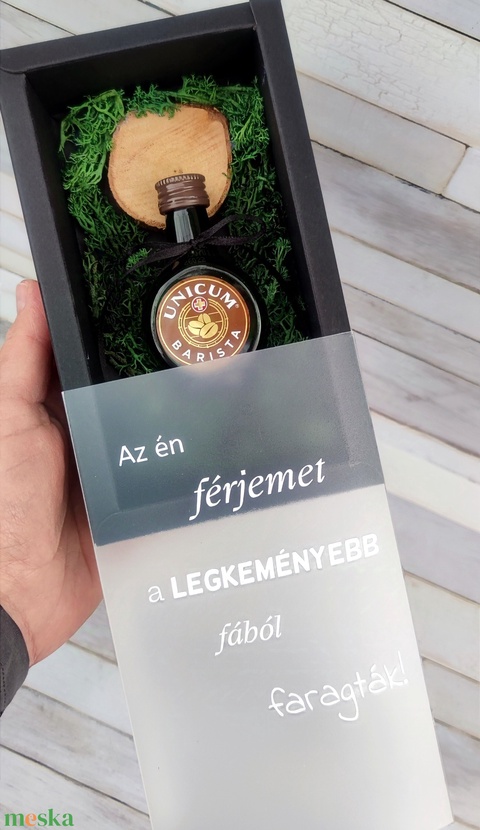 UNICUM®
BARISTA
Az én
férjemet
a LEGKEMÉNYEBB
fából
faragták!
meska